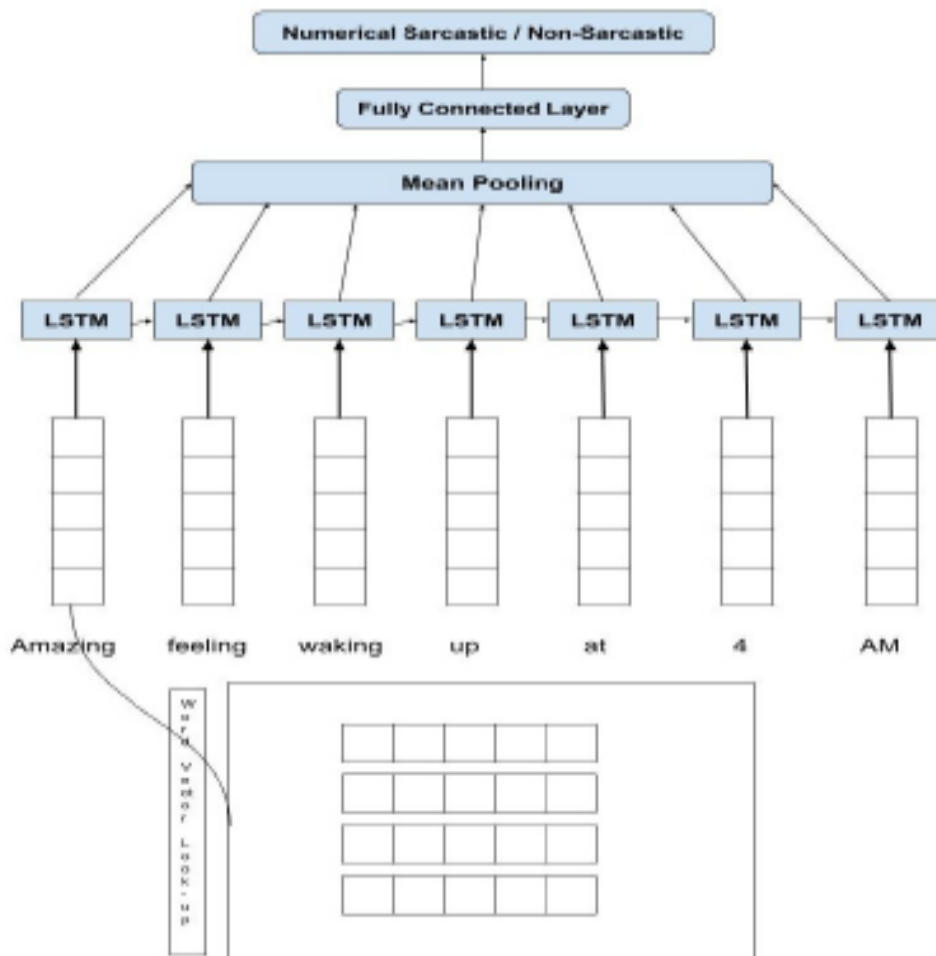 Numerical Sarcastic / Non-Sarcastic
Fully Connected Layer
Mean Pooling
LSTM LSTM LSTM LSTM LSTM LSTM LSTM
Amazing feeling waking up at 4 AM
Word Vector Look-up